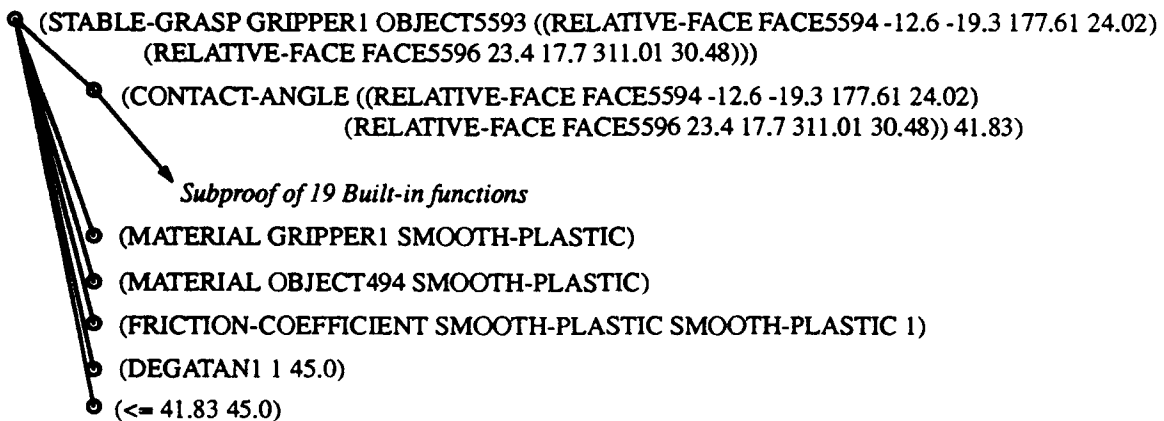 (STABLE-GRASP GRIPPER1 OBJECT5593 ((RELATIVE-FACE FACE5594 -12.6 -19.3 177.61 24.02)
(RELATIVE-FACE FACE5596 23.4 17.7 311.01 30.48)))
(CONTACT-ANGLE ((RELATIVE-FACE FACE5594 -12.6 -19.3 177.61 24.02)
(RELATIVE-FACE FACE5596 23.4 17.7 311.01 30.48)) 41.83)
Subproof of 19 Built-in functions
(MATERIAL GRIPPER1 SMOOTH-PLASTIC)
(MATERIAL OBJECT494 SMOOTH-PLASTIC)
(FRICTION-COEFFICIENT SMOOTH-PLASTIC SMOOTH-PLASTIC 1)
(DEGATAN1 1 45.0)
(<= 41.83 45.0)